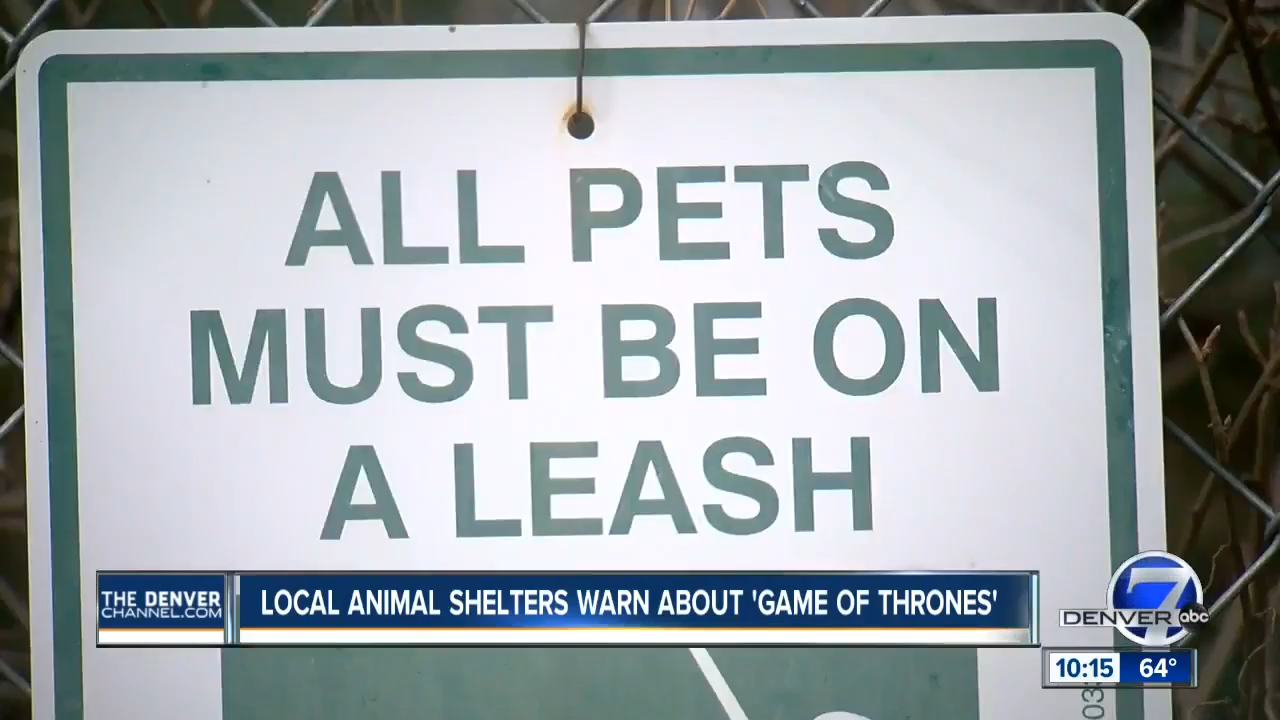 ALL PETS
MUST BE ON
A LEASH
THE DENVER
CHANNEL.COM
LOCAL ANIMAL SHELTERS WARN ABOUT 'GAME OF THRONES'
7
DENVER abc
10:15 64°
03